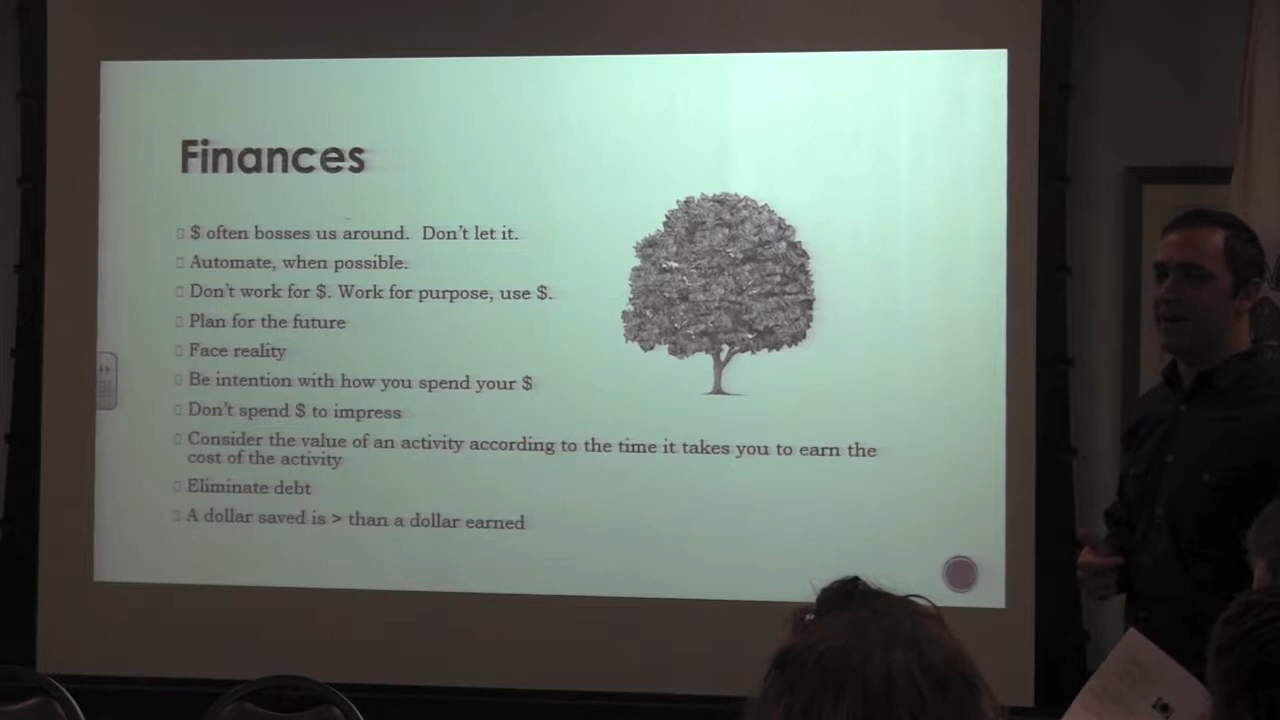 Finances
$ often bosses us around. Don't let it.
Automate, when possible.
Don't work for $. Work for purpose, use $.
Plan for the future
Face reality
Be intention with how you spend your $
Don't spend $ to impress
Consider the value of an activity according to the time it takes you to earn the
cost of the activity
Eliminate debt
A dollar saved is > than a dollar earned